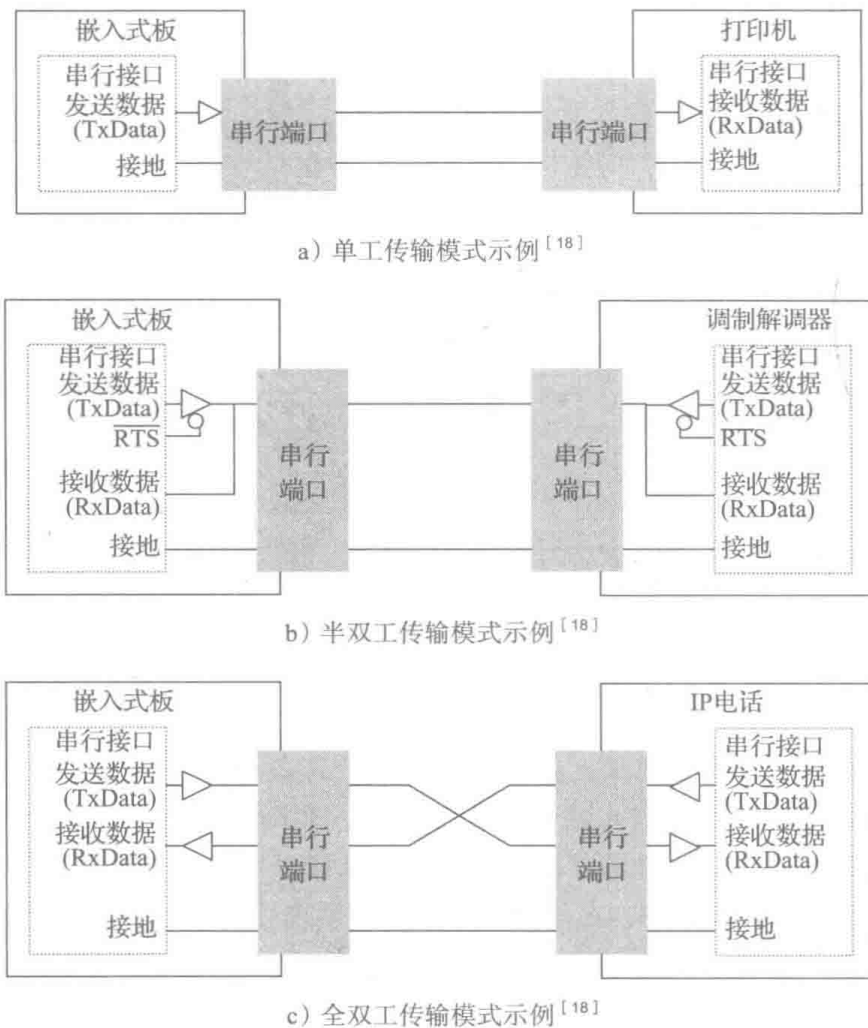 嵌入式板
打印机
串行接口
发送数据
(TxData)
接地
串行端口
串行端口
串行接口
接收数据
(RxData)
接地
a）单工传输模式示例[18]
嵌入式板
调制解调器
串行接口
发送数据
(TxData)
RTS
接收数据
(RxData)
接地
串行
端口
串行
端口
串行接口
发送数据
(TxData)
RTS
接收数据
(RxData)
接地
b）半双工传输模式示例[18]
嵌入式板
IP电话
串行接口
发送数据
(TxData)
接收数据
(RxData)
接地
串行
端口
串行
端口
串行接口
发送数据
(TxData)
接收数据
(RxData)
接地
c）全双工传输模式示例[18]